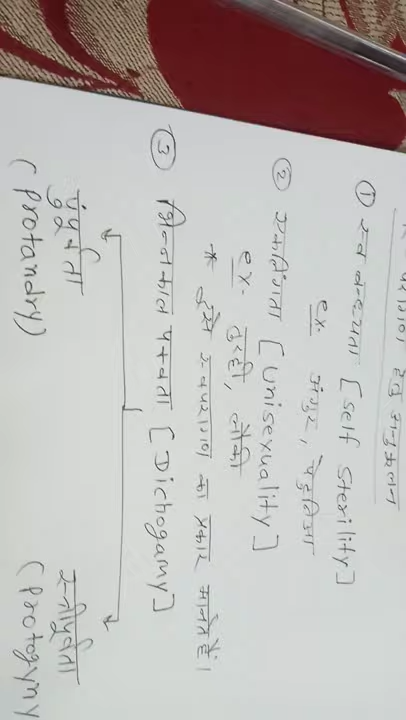 परागण हेतु अनुकूलन
① स्व बन्ध्यता [Self Sterility]
ex. अंगुर, पिटुनिया
② एकलिंगता [Unisexuality]
ex- तुरही, लौकी
* इसे स्वपरागण का प्रकार मानते हैं।
③ भिन्नकाल पक्वता [Dichogamy]
पुंपूर्वता स्त्रीपूर्वता
(Protandry) (Protogyny